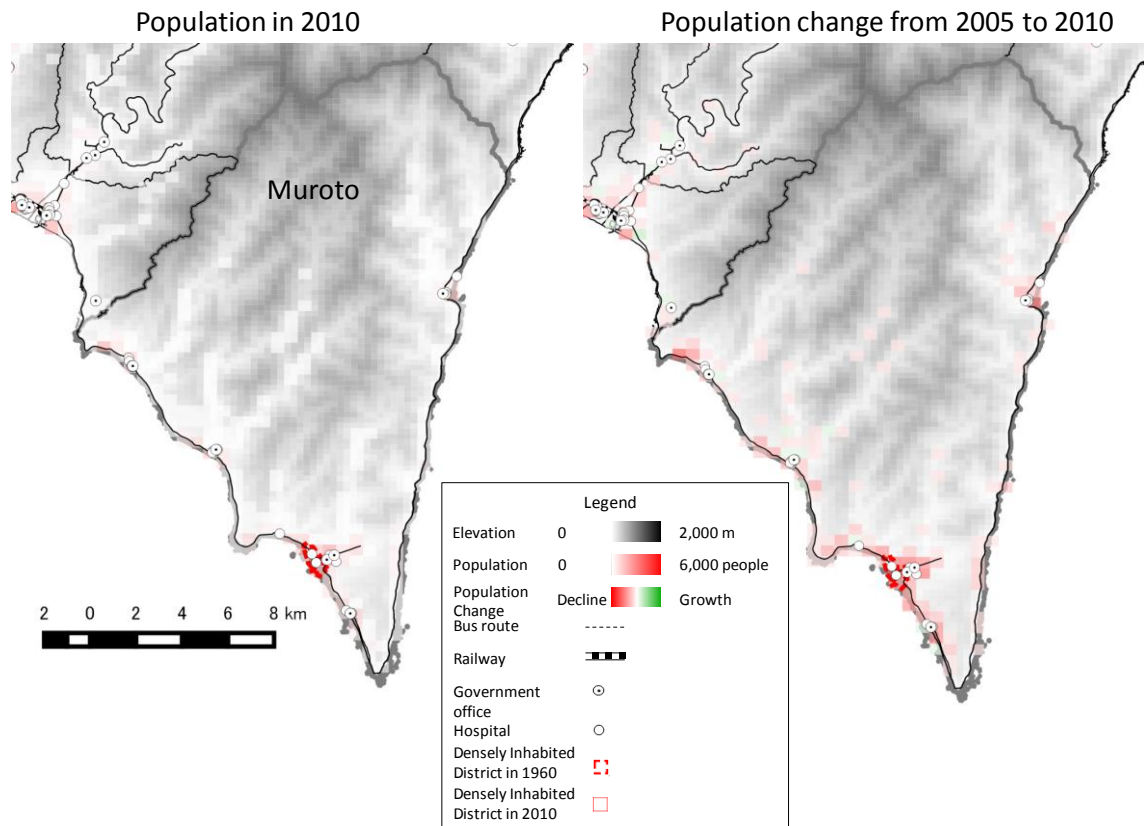 Population in 2010
Population change from 2005 to 2010
Muroto
Legend
Elevation 0 2,000 m
Population 0 6,000 people
Population
Change Decline Growth
Bus route
Railway
Government
office
Hospital
Densely Inhabited
District in 1960
Densely Inhabited
District in 2010
2 0 2 4 6 8 km